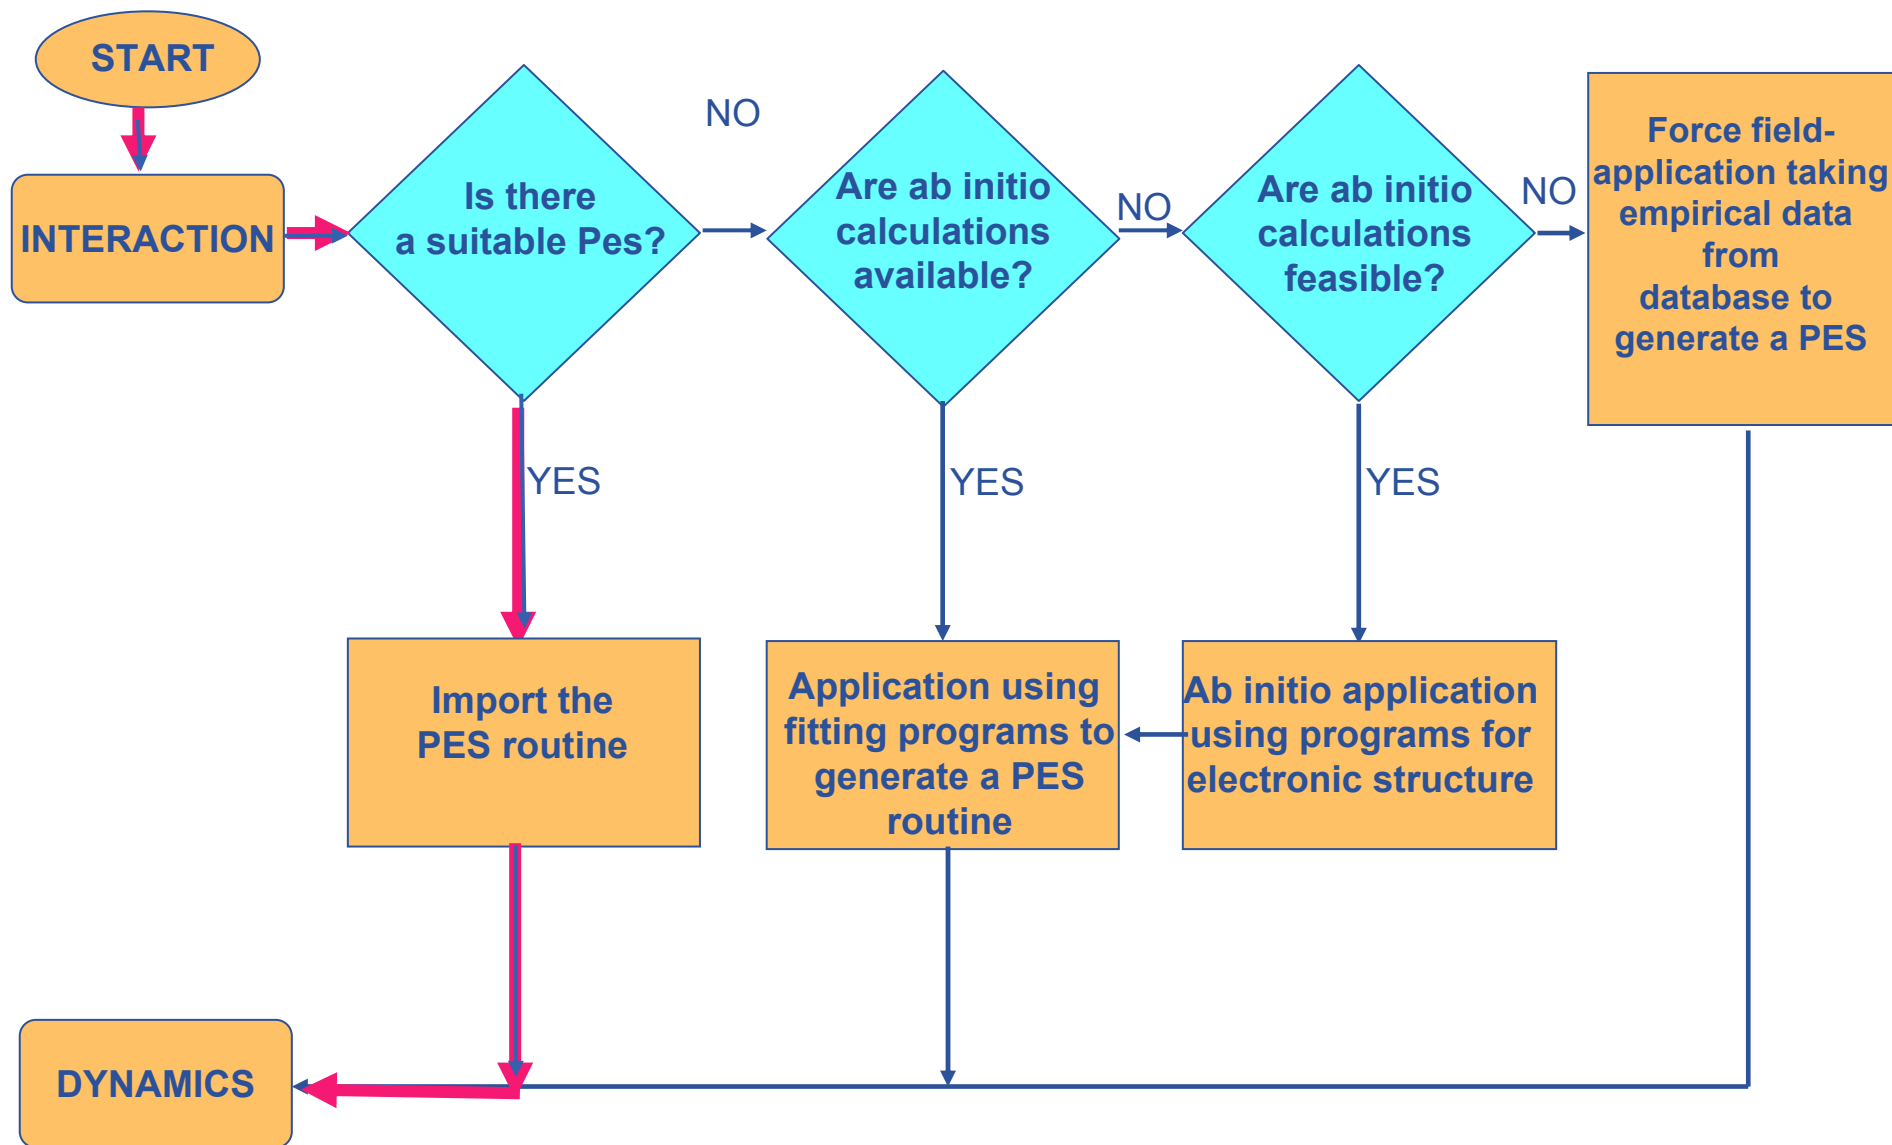 START
INTERACTION
Is there
a suitable Pes?
NO
Are ab initio
calculations
available?
NO
Are ab initio
calculations
feasible?
NO
Force field-
application taking
empirical data
from
database to
generate a PES
YES
YES
YES
Import the
PES routine
Application using
fitting programs to
generate a PES
routine
Ab initio application
using programs for
electronic structure
DYNAMICS